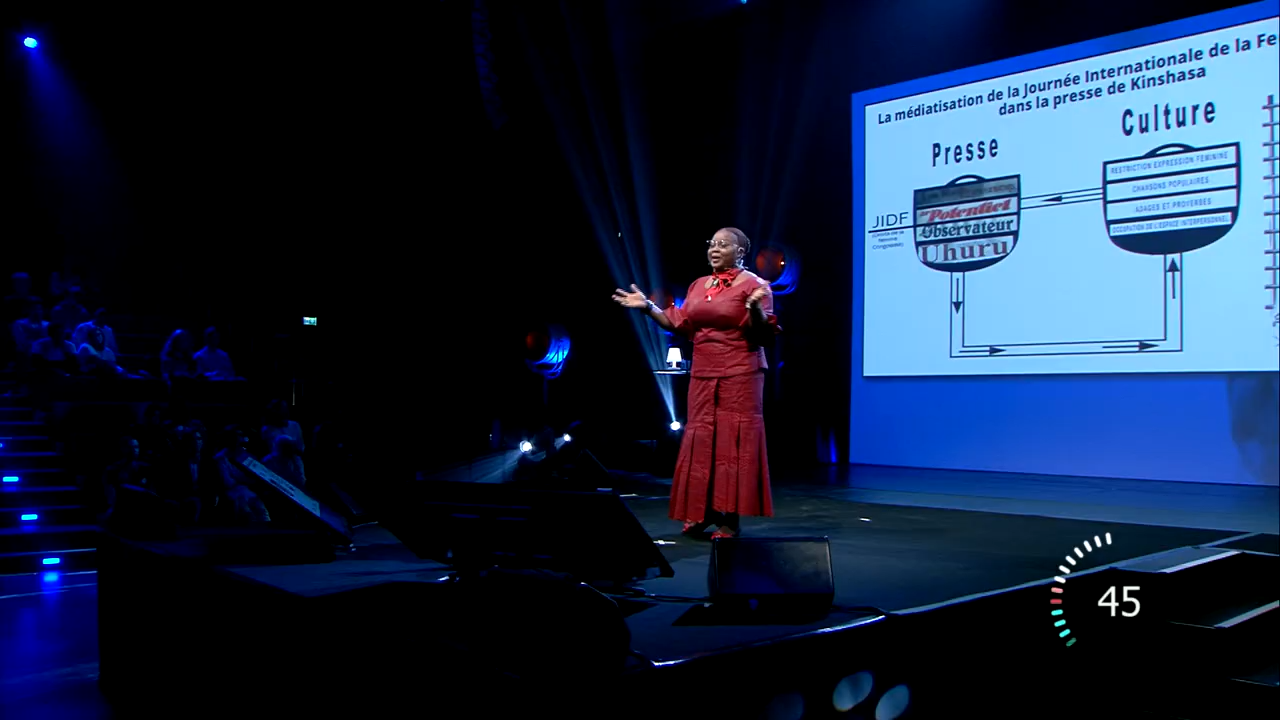 La médiatisation de la Journée Internationale de la Fe
dans la presse de Kinshasa
Presse
Culture
RESTRICTION EXPRESSION FEMININE
CHANSONS POPULAIRES
ADAGES ET PROVERBES
OCCUPATION DE L'ESPACE INTERPERSONNEL
JIDF
Potentiel
Observateur
Uhuru
45